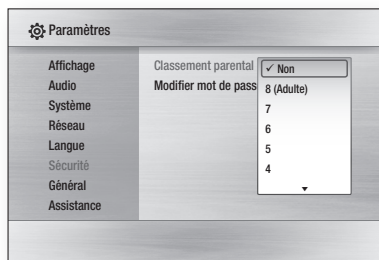 Paramètres
Affichage
Audio
Système
Réseau
Langue
Sécurité
Général
Assistance
Classement parental
Modifier mot de pass
✓ Non
8 (Adulte)
7
6
5
4